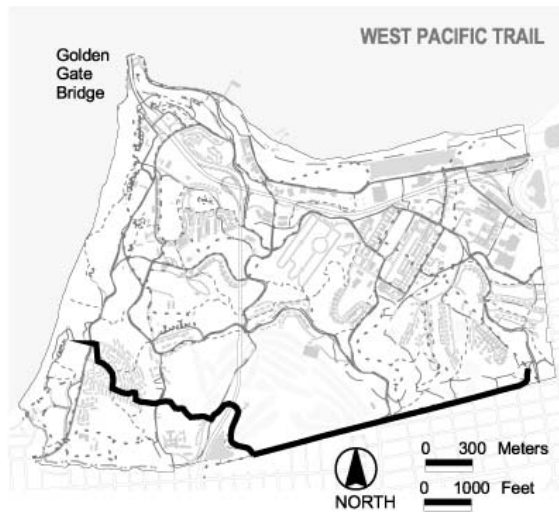 WEST PACIFIC TRAIL
Golden
Gate
Bridge
0 300 Meters
0 1000 Feet
NORTH